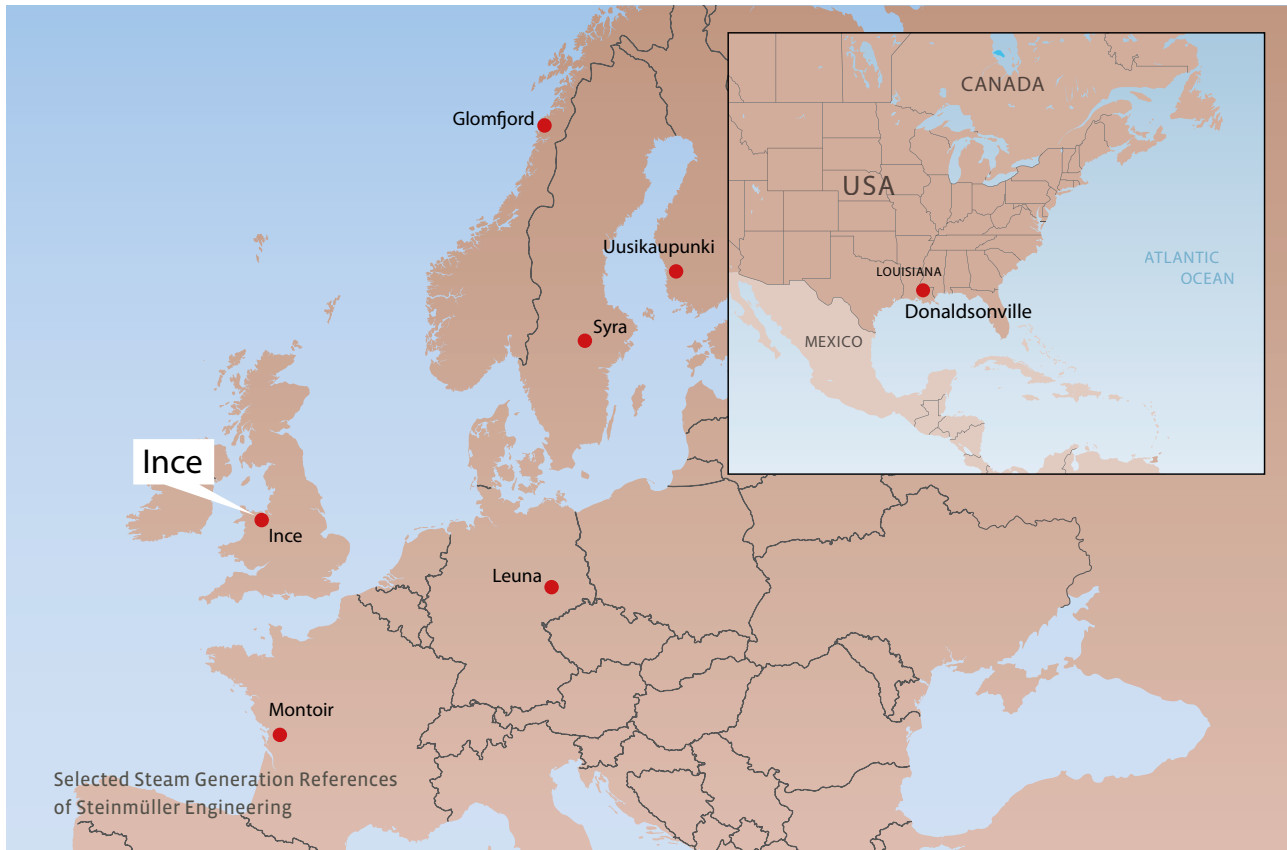 Glomfjord
Uusikaupunki
Syra
Ince
Ince
Leuna
Montoir
Selected Steam Generation References
of Steinmüller Engineering
CANADA
USA
ATLANTIC
OCEAN
LOUISIANA
Donaldsonville
MEXICO